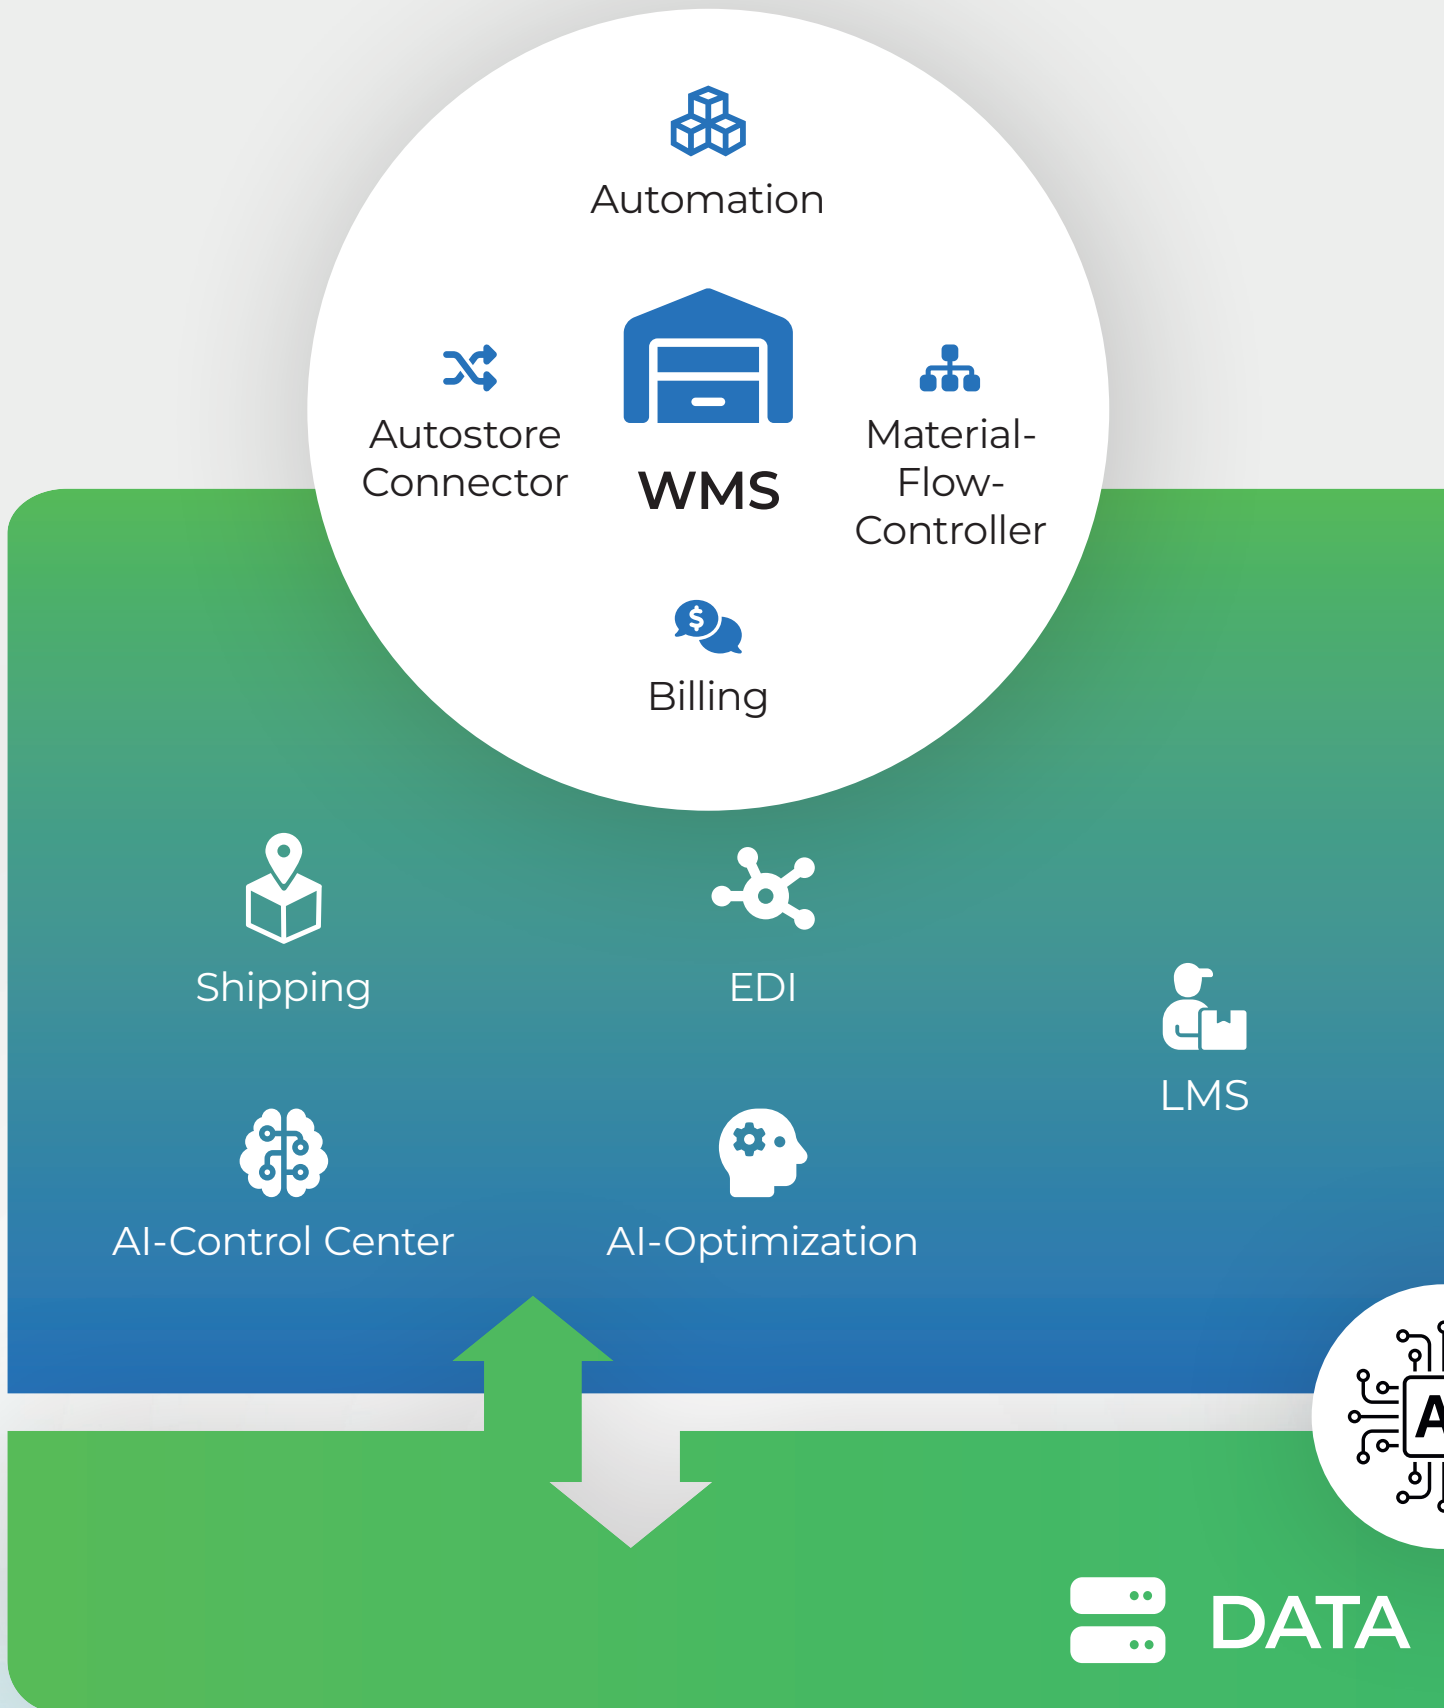 Automation
Autostore
Connector
WMS
Material-
Flow-
Controller
Billing
$
Shipping
EDI
LMS
AI-Control Center
AI-Optimization
A
DATA